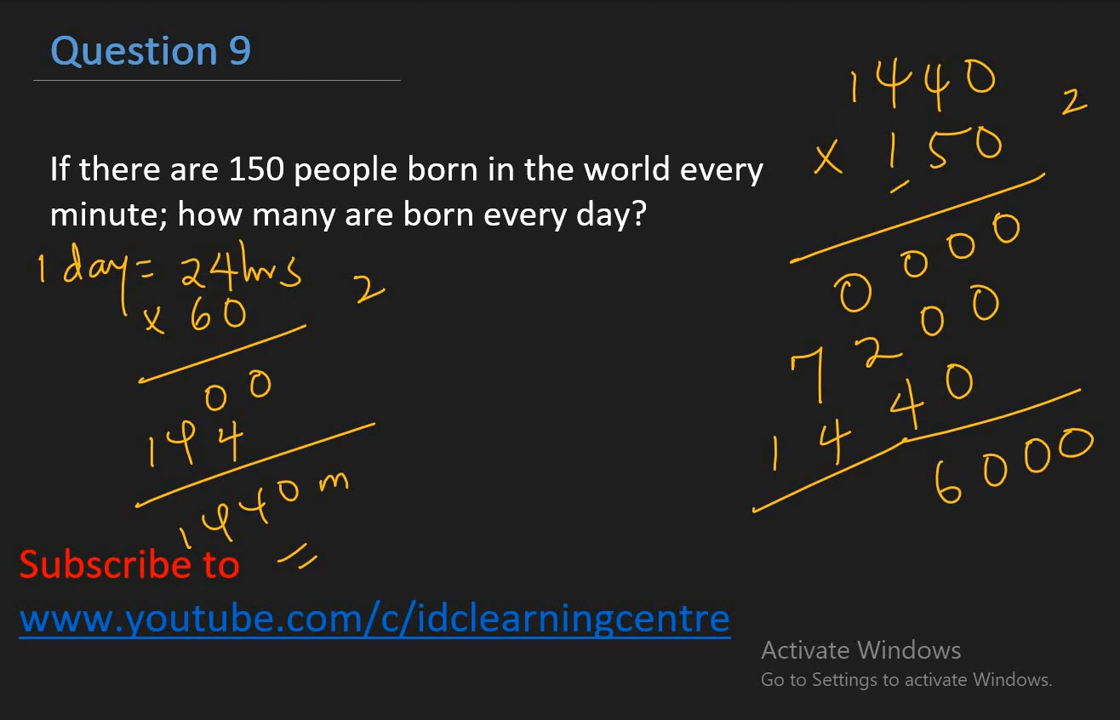 Question 9
If there are 150 people born in the world every
minute; how many are born every day?
1 day = 24hrs
x 60
2
00
144
1440 m
=
1440
2
x 150
0000
7200
1440
6000
Subscribe to
www.youtube.com/c/idclearningcentre
Activate Windows
Go to Settings to activate Windows.